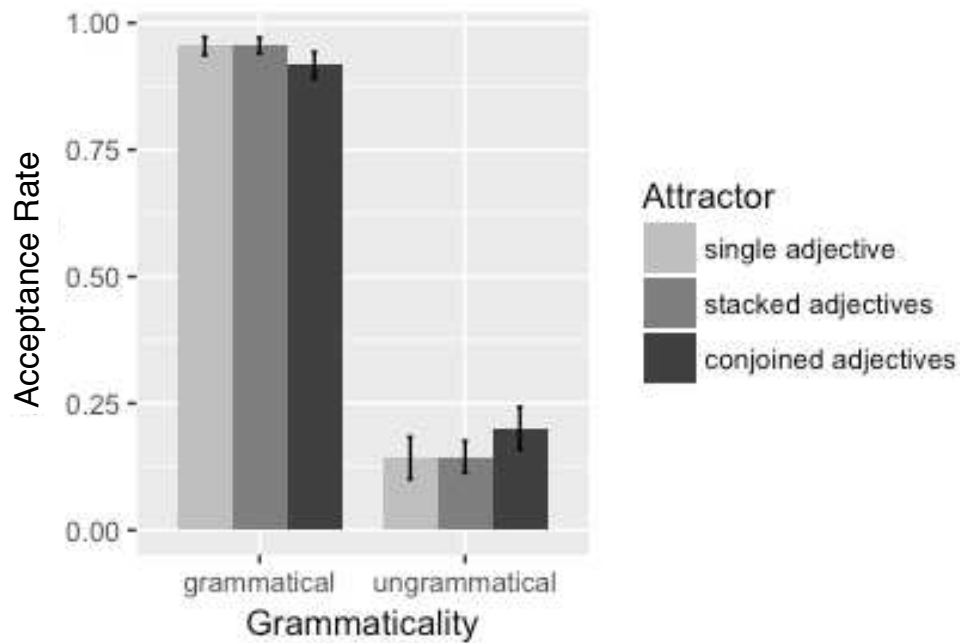 1.00
0.75
0.50
0.25
0.00
Acceptance Rate
grammatical ungrammatical
Grammaticality
Attractor
single adjective
stacked adjectives
conjoined adjectives